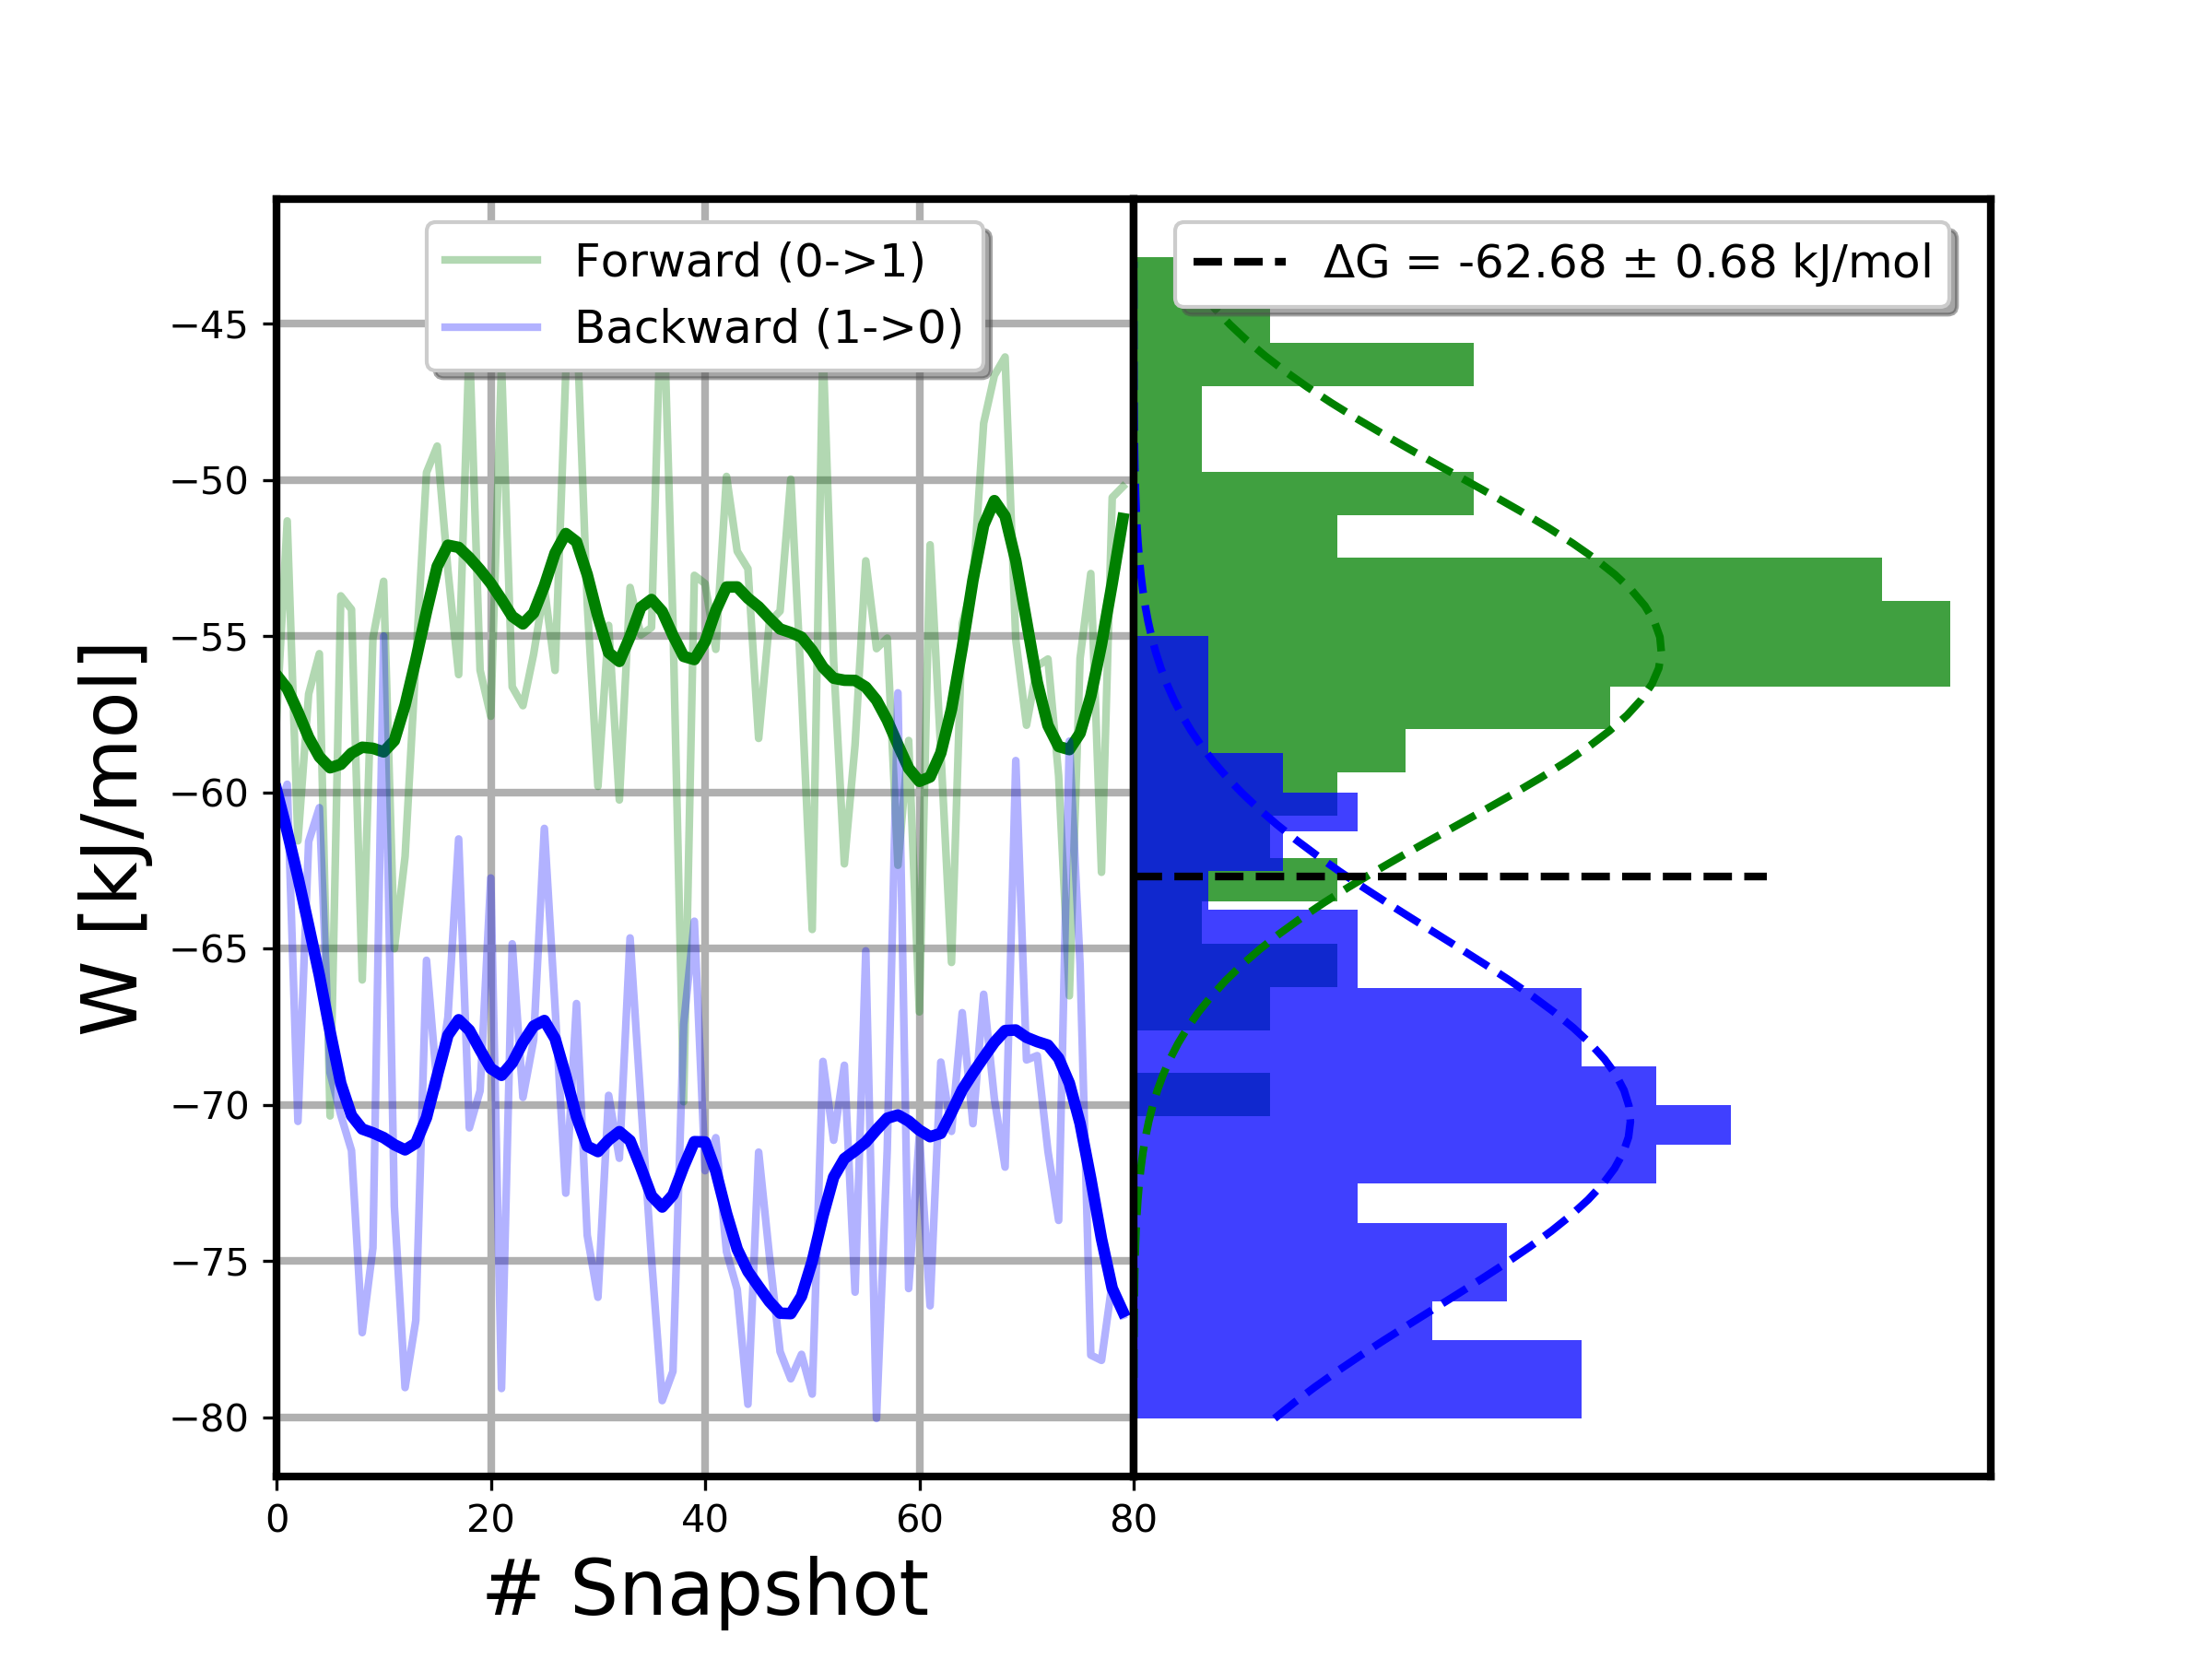 Forward (0->1)
Backward (1->0)
ΔG = -62.68 ± 0.68 kJ/mol
W [kJ/mol]
−45
−50
−55
−60
−65
−70
−75
−80
0 20 40 60 80
# Snapshot